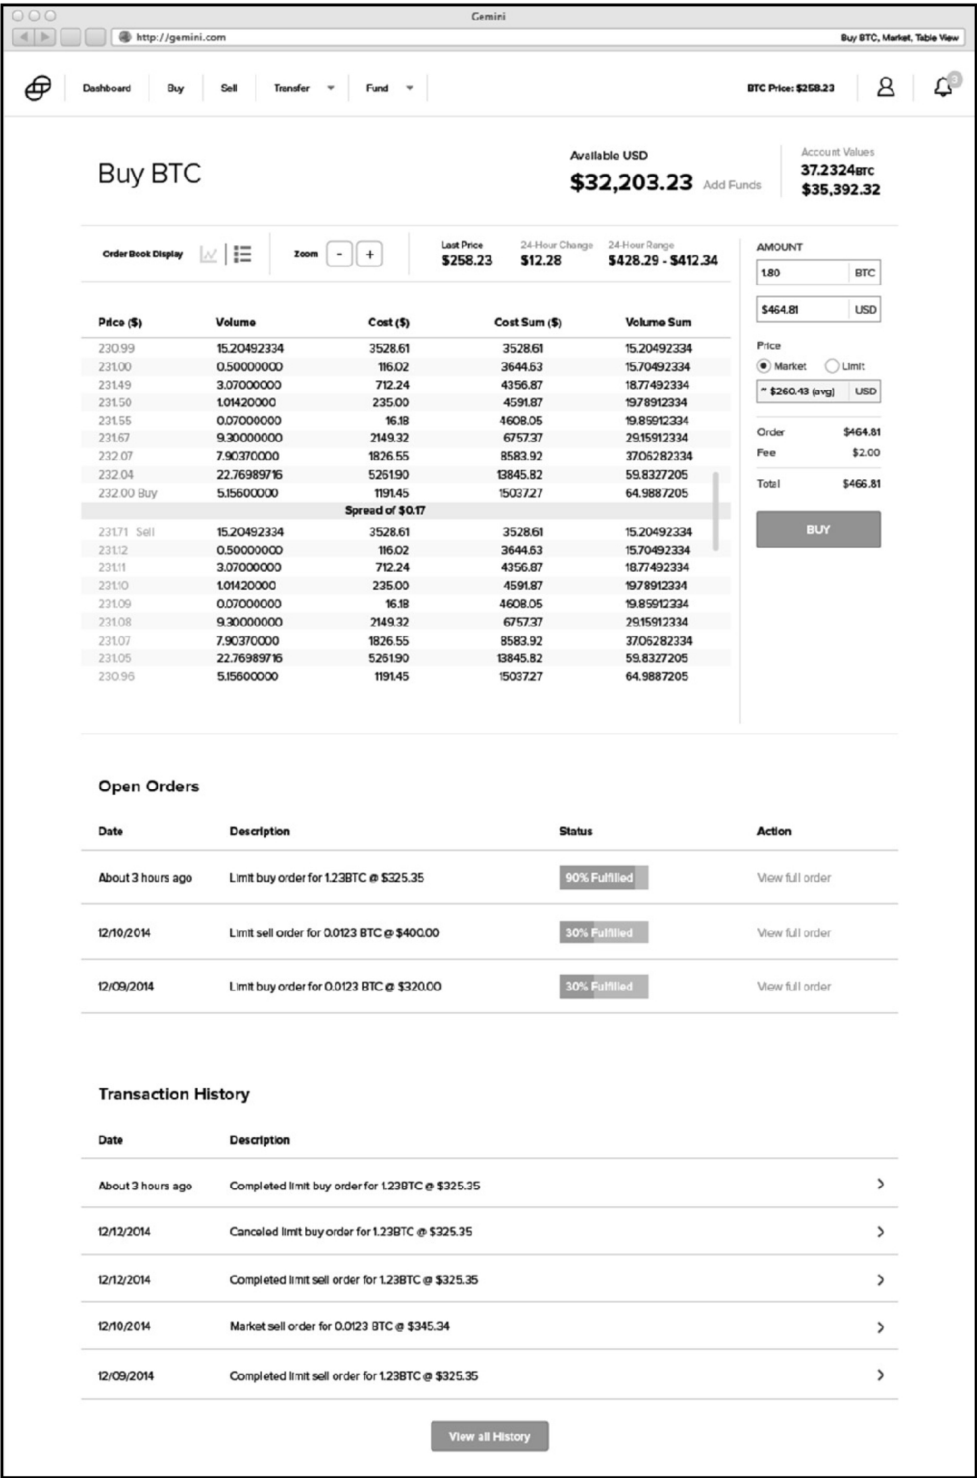 Gemini
http://gemini.com
Buy BTC, Market, Table View
Dashboard Buy Sell Transfer Fund BTC Price: $258.23 3
Buy BTC
Available USD
$32,203.23 Add Funds
Account Values
37.2324BTC
$35,392.32
Order Book Display Zoom - +
Last Price 24-Hour Change 24-Hour Range
$258.23 $12.28 $428.29 - $412.34
AMOUNT
1.80 BTC
$464.81 USD
Price
Market Limit
~ $260.43 (avg) USD
Order $464.81
Fee $2.00
Total $466.81
BUY
Price ($) Volume Cost ($) Cost Sum ($) Volume Sum
230.99 15.20492334 3528.61 3528.61 15.20492334
231.00 0.50000000 116.02 3644.63 15.70492334
231.49 3.07000000 712.24 4356.87 18.77492334
231.50 1.01420000 235.00 4591.87 19.78912334
231.55 0.07000000 16.18 4608.05 19.85912334
231.67 9.30000000 2149.32 6757.37 29.15912334
232.07 7.90370000 1826.55 8583.92 37.06282334
232.04 22.76989716 5261.90 13845.82 59.8327205
232.00 Buy 5.15600000 1191.45 15037.27 64.9887205
Spread of $0.17
231.71 Sell 15.20492334 3528.61 3528.61 15.20492334
231.12 0.50000000 116.02 3644.63 15.70492334
231.11 3.07000000 712.24 4356.87 18.77492334
231.10 1.01420000 235.00 4591.87 19.78912334
231.09 0.07000000 16.18 4608.05 19.85912334
231.08 9.30000000 2149.32 6757.37 29.15912334
231.07 7.90370000 1826.55 8583.92 37.06282334
231.05 22.76989716 5261.90 13845.82 59.8327205
230.96 5.15600000 1191.45 15037.27 64.9887205
Open Orders
Date Description Status Action
About 3 hours ago Limit buy order for 1.23BTC @ $325.35 90% Fulfilled View full order
12/10/2014 Limit sell order for 0.0123 BTC @ $400.00 30% Fulfilled View full order
12/09/2014 Limit buy order for 0.0123 BTC @ $320.00 30% Fulfilled View full order
Transaction History
Date Description
About 3 hours ago Completed limit buy order for 1.23BTC @ $325.35
12/12/2014 Canceled limit buy order for 1.23BTC @ $325.35
12/12/2014 Completed limit sell order for 1.23BTC @ $325.35
12/10/2014 Market sell order for 0.0123 BTC @ $345.34
12/09/2014 Completed limit sell order for 1.23BTC @ $325.35
View all History